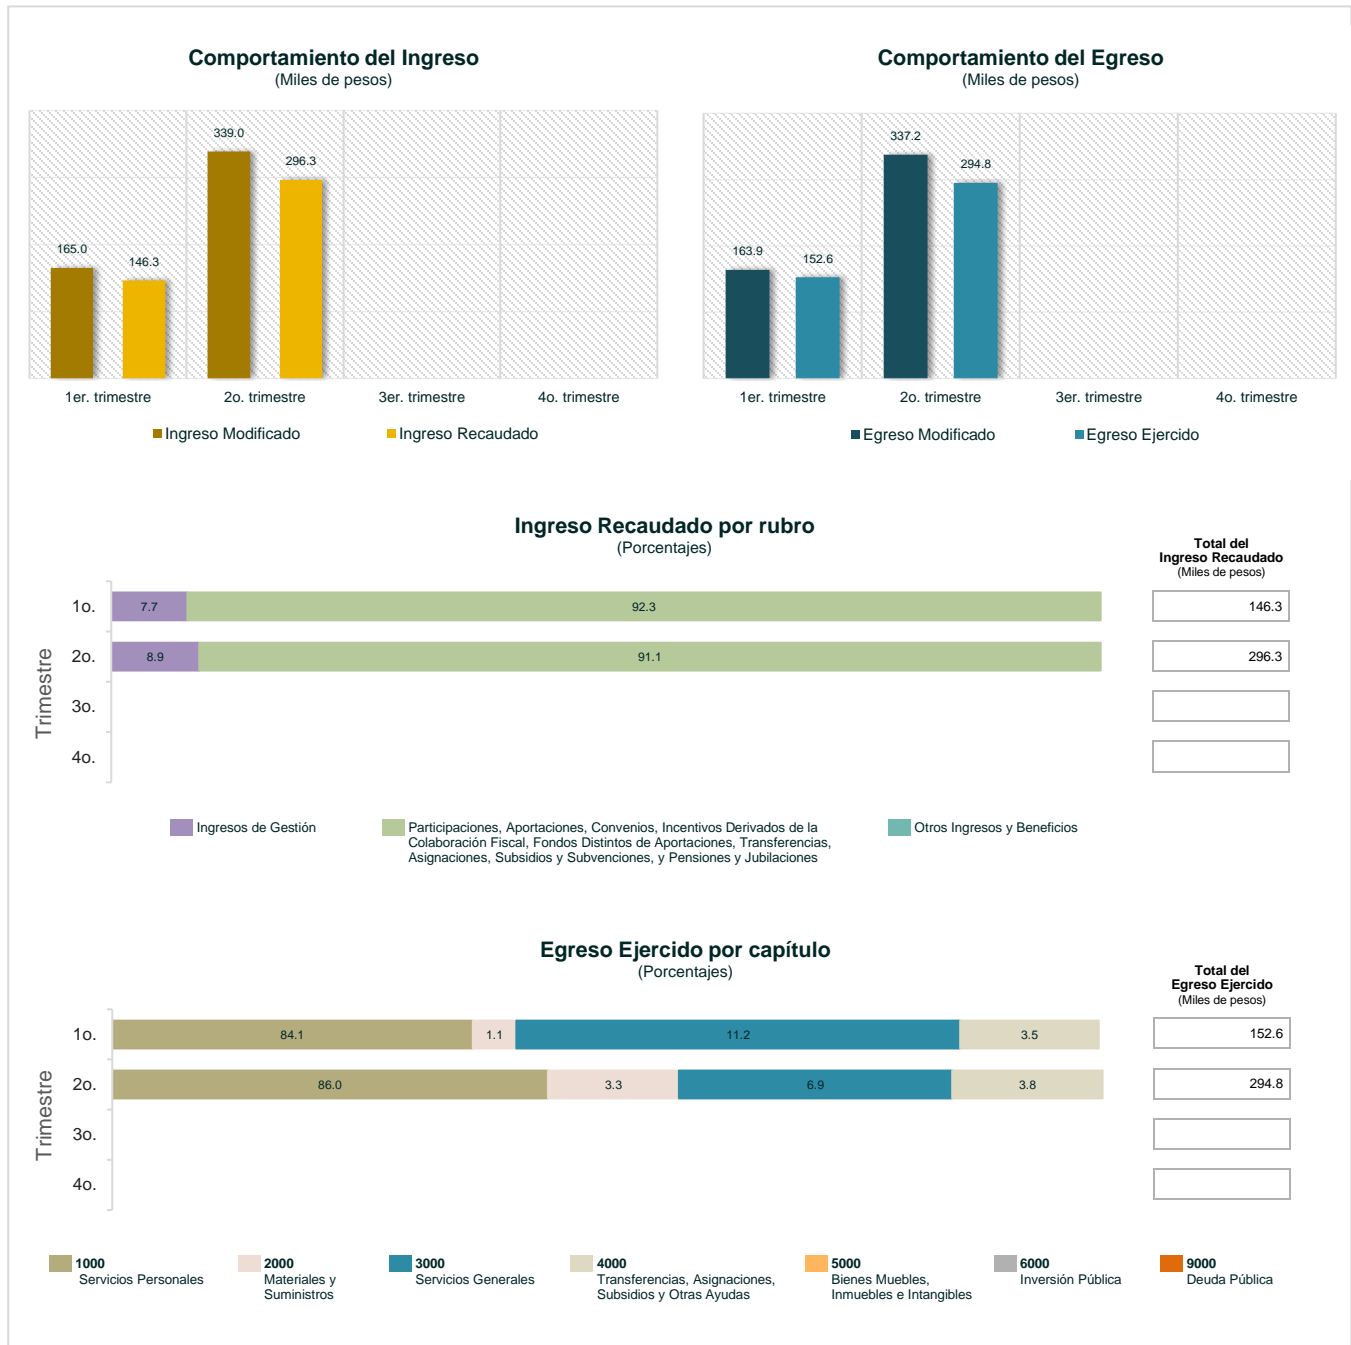 Comportamiento del Ingreso
(Miles de pesos)
339.0
296.3
165.0
146.3
1er. trimestre
2o. trimestre
3er. trimestre
4o. trimestre
Ingreso Modificado
Ingreso Recaudado
Comportamiento del Egreso
(Miles de pesos)
337.2
294.8
163.9
152.6
1er. trimestre
2o. trimestre
3er. trimestre
4o. trimestre
Egreso Modificado
Egreso Ejercido
Ingreso Recaudado por rubro
(Porcentajes)
Total del
Ingreso Recaudado
(Miles de pesos)
Trimestre
1o.
7.7
92.3
146.3
2o.
8.9
91.1
296.3
3o.
4o.
Ingresos de Gestión
Participaciones, Aportaciones, Convenios, Incentivos Derivados de la
Colaboración Fiscal, Fondos Distintos de Aportaciones, Transferencias,
Asignaciones, Subsidios y Subvenciones, y Pensiones y Jubilaciones
Otros Ingresos y Beneficios
Egreso Ejercido por capítulo
(Porcentajes)
Total del
Egreso Ejercido
(Miles de pesos)
Trimestre
1o.
84.1
1.1
11.2
3.5
152.6
2o.
86.0
3.3
6.9
3.8
294.8
3o.
4o.
1000
Servicios Personales
2000
Materiales y
Suministros
3000
Servicios Generales
4000
Transferencias, Asignaciones,
Subsidios y Otras Ayudas
5000
Bienes Muebles,
Inmuebles e Intangibles
6000
Inversión Pública
9000
Deuda Pública